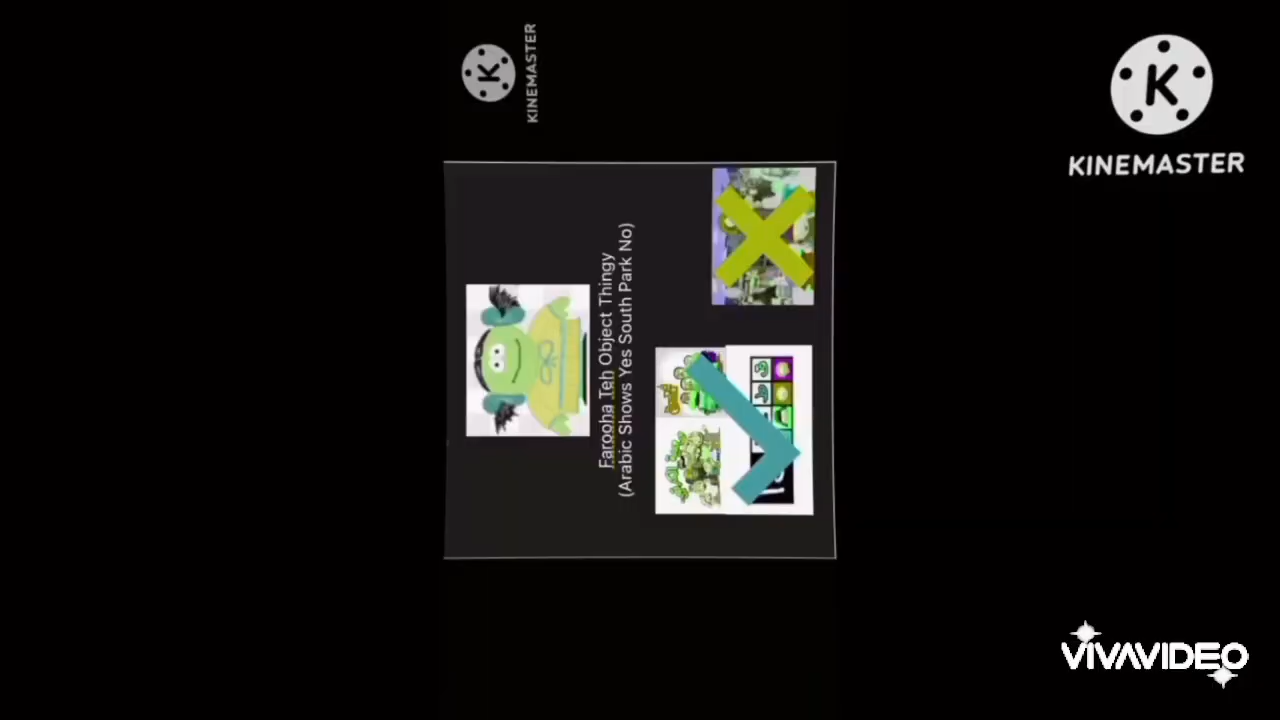 KINEMASTER
KINEMASTER
Farooha Teh Object Thingy
(Arabic Shows Yes South Park No)
VIVAVIDEO